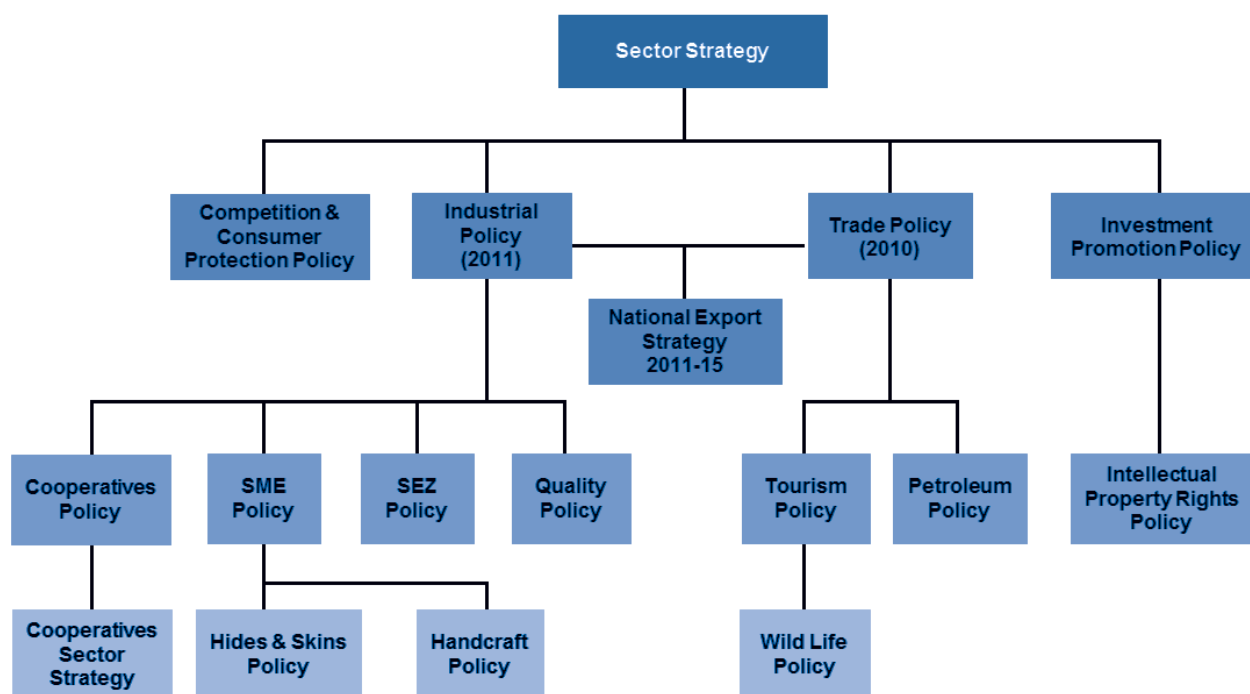 Sector Strategy
Competition &
Consumer
Protection Policy
Industrial
Policy
(2011)
Trade Policy
(2010)
Investment
Promotion Policy
National Export
Strategy
2011-15
Cooperatives
Policy
SME
Policy
SEZ
Policy
Quality
Policy
Tourism
Policy
Petroleum
Policy
Intellectual
Property Rights
Policy
Cooperatives
Sector
Strategy
Hides & Skins
Policy
Handcraft
Policy
Wild Life
Policy